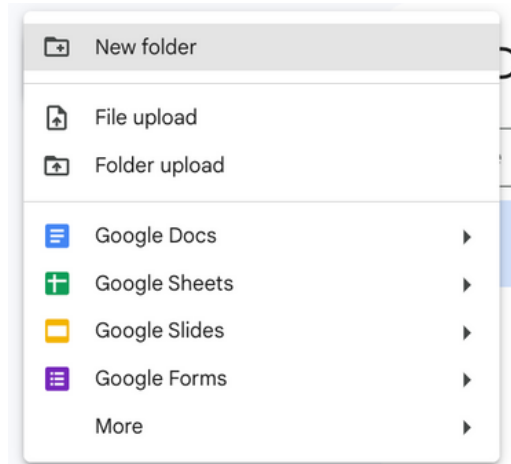 New folder
File upload
Folder upload
Google Docs
Google Sheets
Google Slides
Google Forms
More